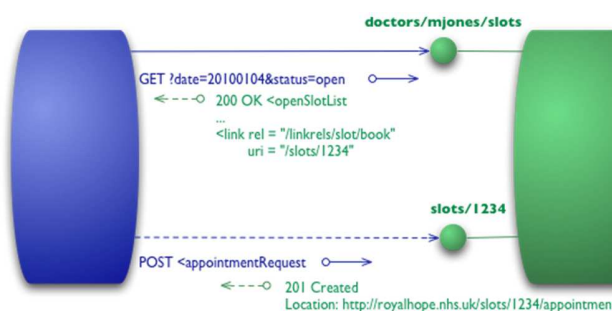 doctors/mjones/slots
GET ?date=20100104&status=open
200 OK <openSlotList
...
<link rel = "/linkrels/slot/book"
uri = "/slots/1234"
slots/1234
POST <appointmentRequest
201 Created
Location: http://royalhope.nhs.uk/slots/1234/appointmen